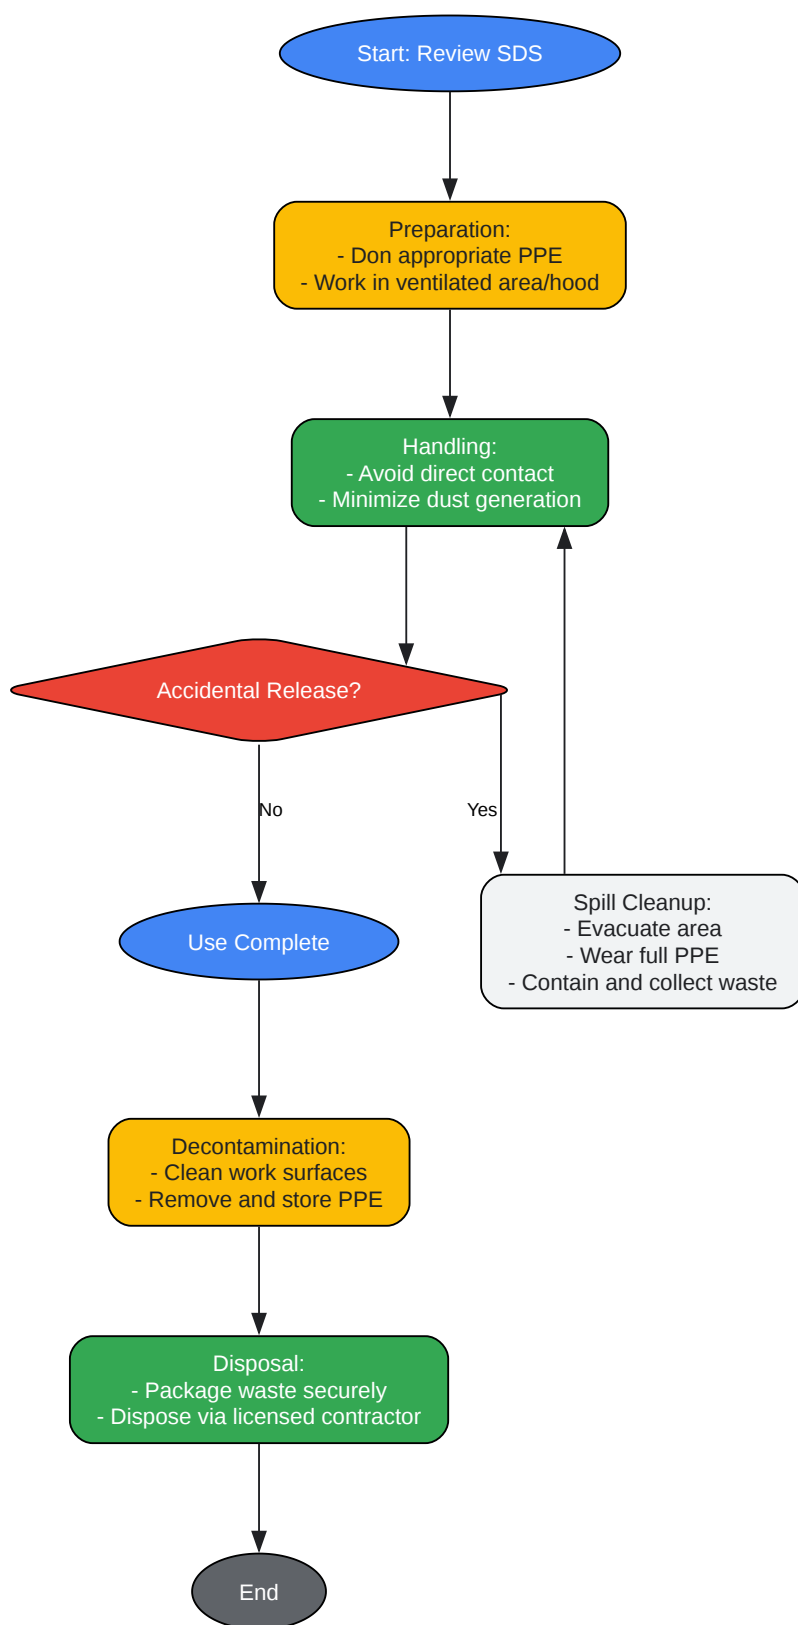 Start: Review SDS
Preparation:
- Don appropriate PPE
- Work in ventilated area/hood
Handling:
- Avoid direct contact
- Minimize dust generation
Accidental Release?
No
Yes
Spill Cleanup:
- Evacuate area
- Wear full PPE
- Contain and collect waste
Use Complete
Decontamination:
- Clean work surfaces
- Remove and store PPE
Disposal:
- Package waste securely
- Dispose via licensed contractor
End